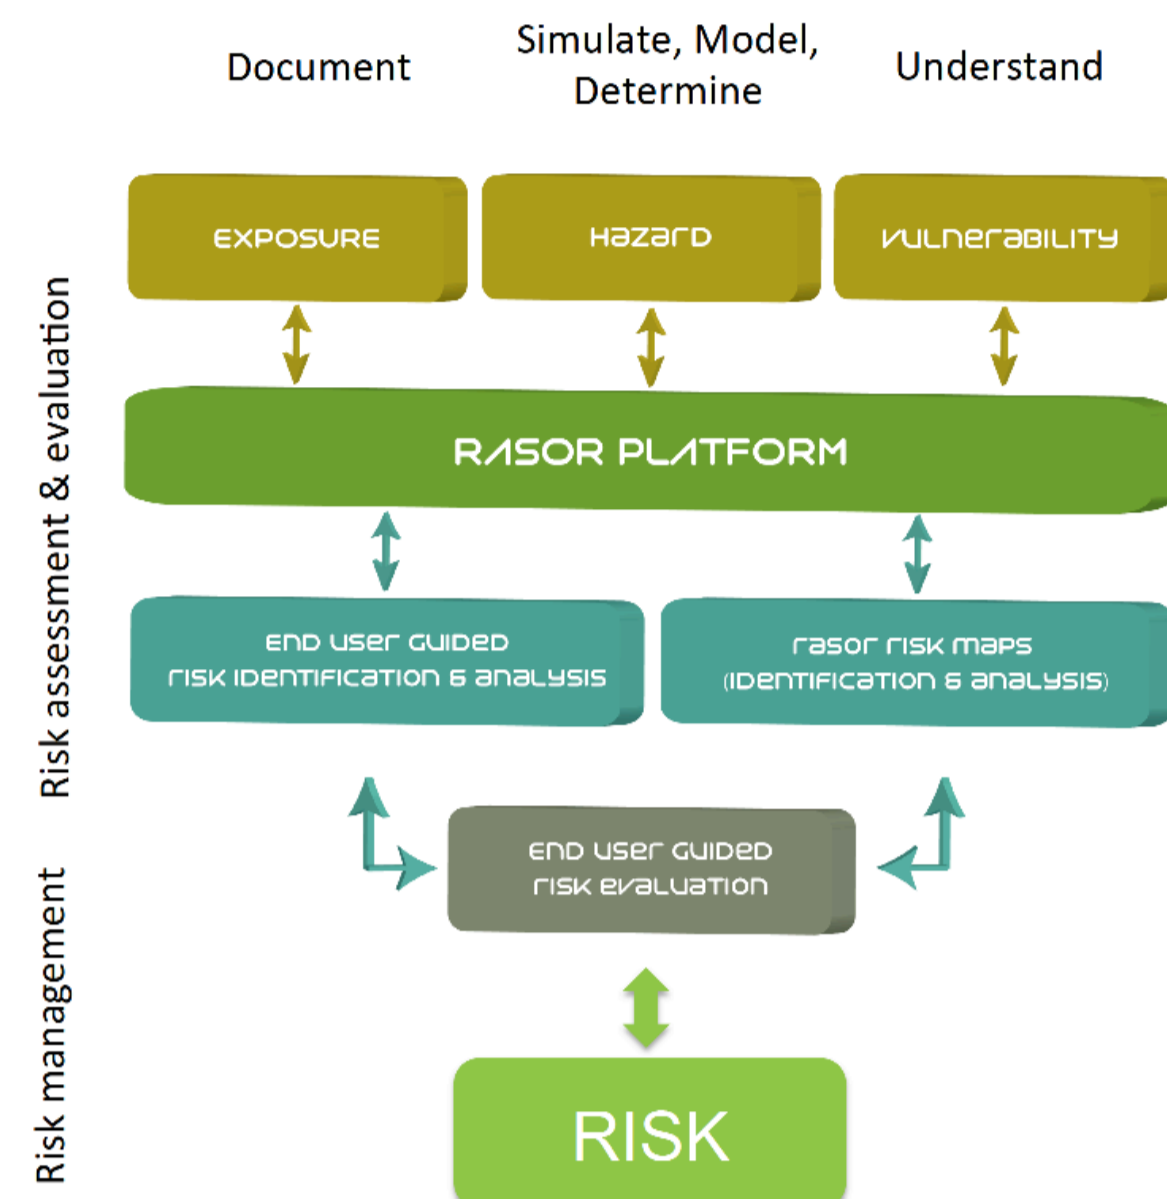 Document
Simulate, Model,
Determine
Understand
EXPOSURE
HAZARD
VULNERABILITY
RASOR PLATFORM
END USER GUIDED
RISK IDENTIFICATION & ANALYSIS
RASOR RISK MAPS
(IDENTIFICATION & ANALYSIS)
END USER GUIDED
RISK EVALUATION
RISK
Risk assessment & evaluation
Risk management